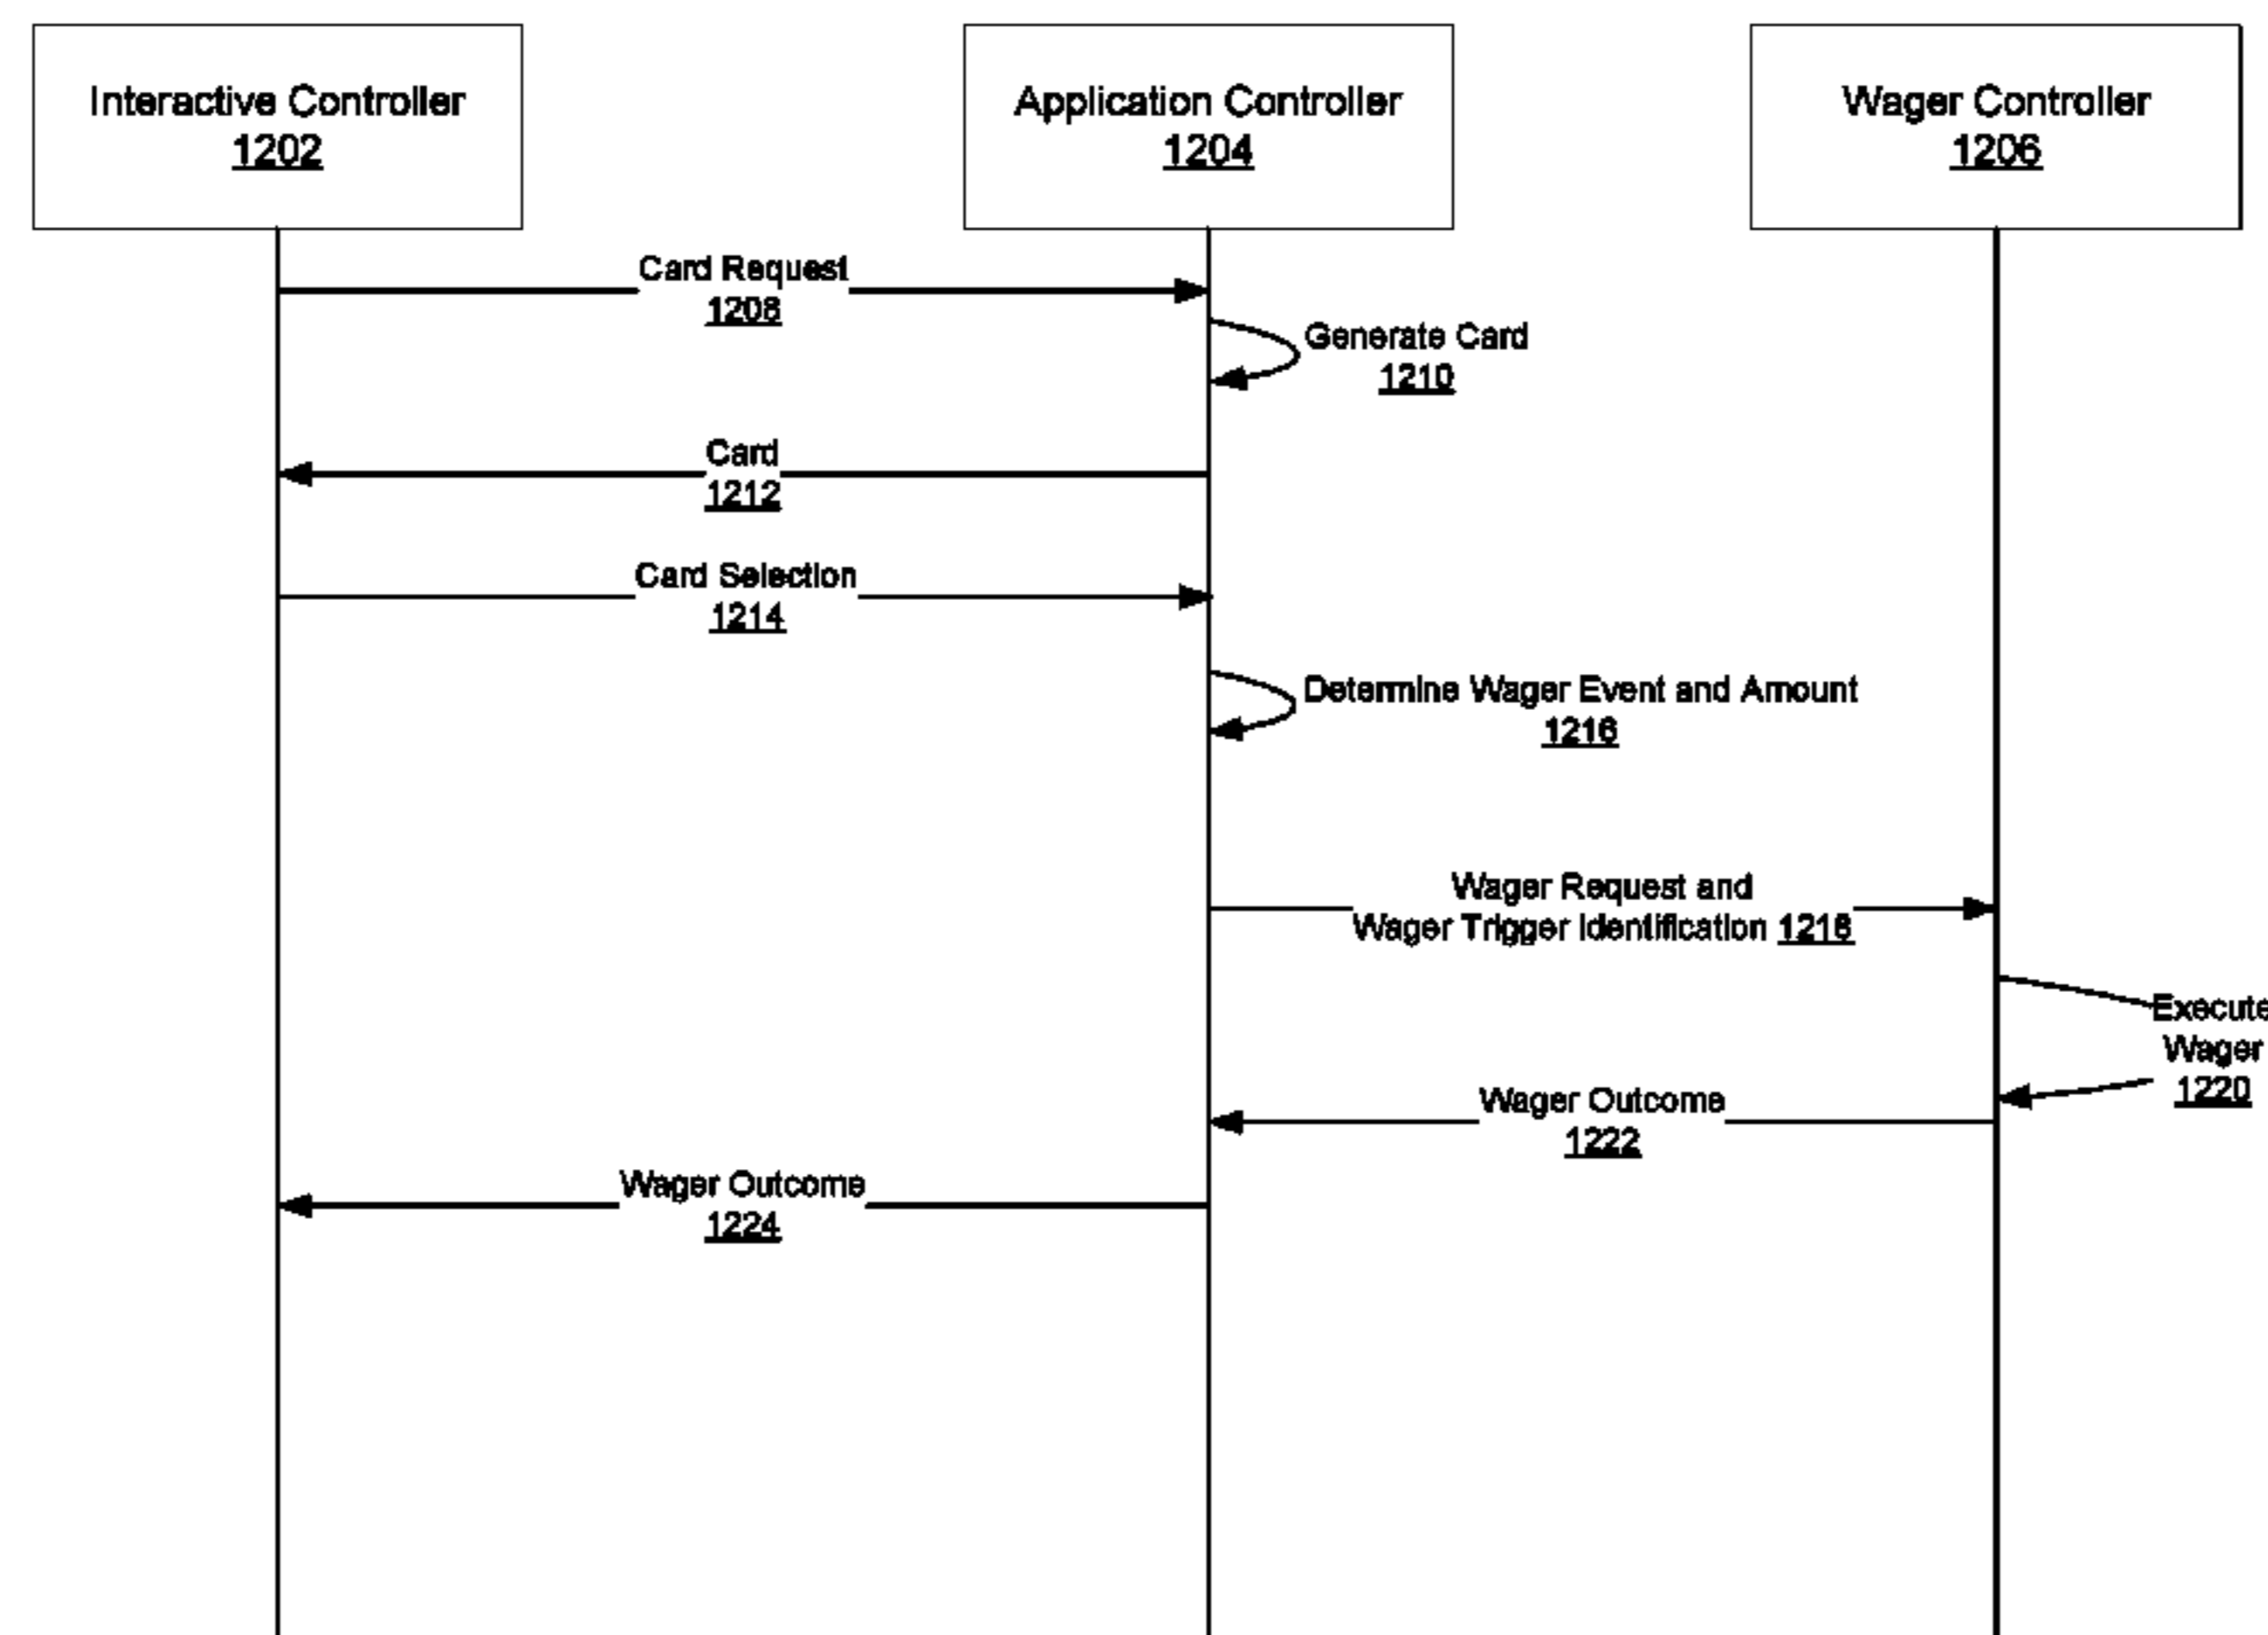 Interactive Controller
1202
Application Controller
1204
Wager Controller
1206
Card Request
1208
Generate Card
1210
Card
1212
Card Selection
1214
Determine Wager Event and Amount
1216
Wager Request and
Wager Trigger Identification 1218
Execute
Wager
1220
Wager Outcome
1222
Wager Outcome
1224